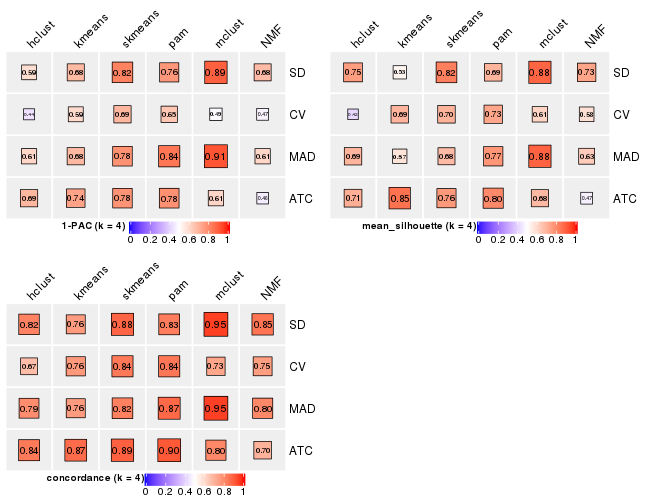 hclust kmeans skmeans pam mclust NMF
0.59 0.68 0.82 0.76 0.89 0.68 SD
0.59 0.69 0.65 0.49 0.47 CV
0.61 0.68 0.78 0.84 0.91 0.61 MAD
0.69 0.74 0.78 0.78 0.61 ATC
1-PAC (k = 4)
0 0.2 0.4 0.6 0.8 1
hclust kmeans skmeans pam mclust NMF
0.75 0.53 0.82 0.69 0.88 0.73 SD
0.69 0.70 0.73 0.61 0.58 CV
0.69 0.57 0.68 0.77 0.88 0.63 MAD
0.71 0.85 0.76 0.80 0.68 0.47 ATC
mean_silhouette (k = 4)
0 0.2 0.4 0.6 0.8 1
hclust kmeans skmeans pam mclust NMF
0.82 0.76 0.88 0.83 0.95 0.85 SD
0.67 0.76 0.84 0.84 0.73 0.75 CV
0.79 0.76 0.82 0.87 0.95 0.80 MAD
0.84 0.87 0.89 0.90 0.80 0.70 ATC
concordance (k = 4)
0 0.2 0.4 0.6 0.8 1